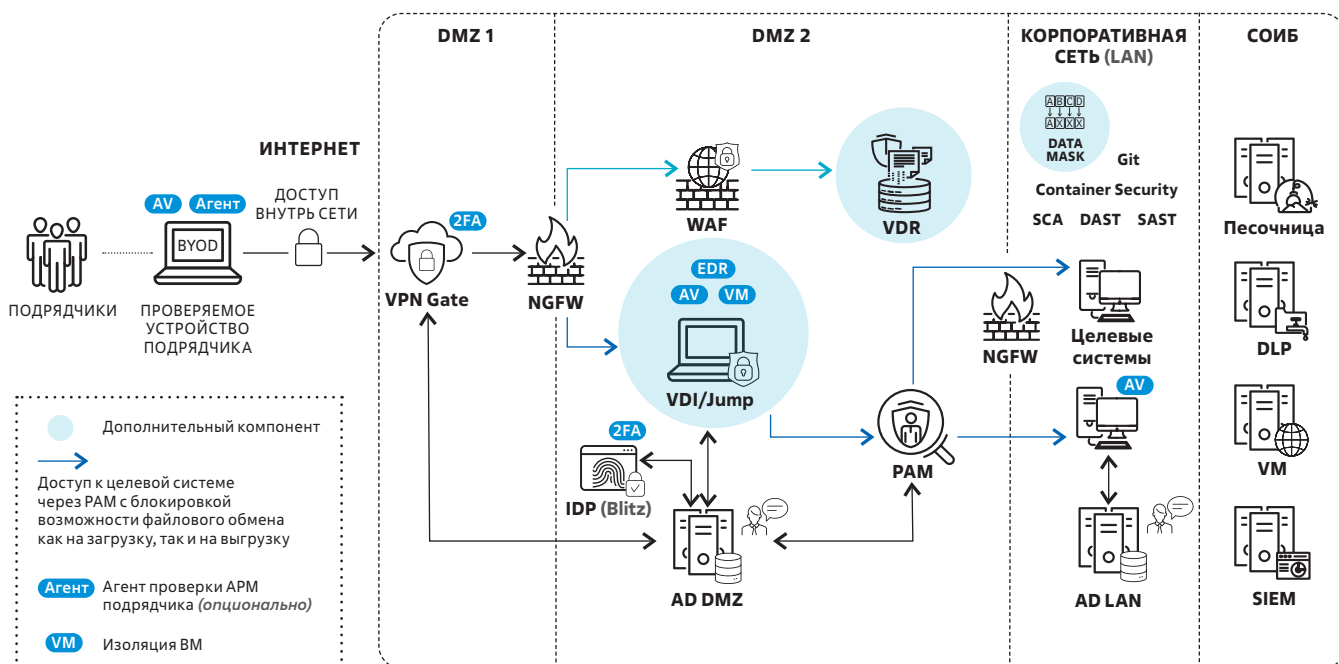 DMZ 1
DMZ 2
КОРПОРАТИВНАЯ
СЕТЬ (LAN)
СОИБ
ИНТЕРНЕТ
ДОСТУП
ВНУТРЬ СЕТИ
AV
Агент
BYOD
ПОДРЯДЧИКИ
ПРОВЕРЯЕМОЕ
УСТРОЙСТВО
ПОДРЯДЧИКА
2FA
VPN Gate
NGFW
WAF
VDR
EDR
AV
VM
VDI/Jump
2FA
IDP (Blitz)
AD DMZ
PAM
NGFW
A B C D
A X X X
DATA
MASK
Git
Container Security
SCA DAST SAST
Целевые
системы
AV
AD LAN
Песочница
DLP
VM
SIEM
Дополнительный компонент
Доступ к целевой системе
через PAM с блокировкой
возможности файлового обмена
как на загрузку, так и на выгрузку
Агент
Агент проверки АРМ
подрядчика (опционально)
VM
Изоляция ВМ